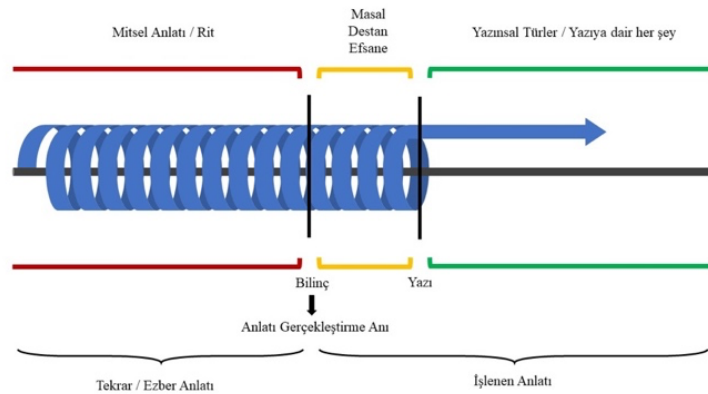 Mitsel Anlatı / Rit
Masal
Destan
Efsane
Yazınsal Türler / Yazıya dair her şey
Bilinç
Yazı
Anlatı Gerçekleştirme Anı
Tekrar / Ezber Anlatı
İşlenen Anlatı